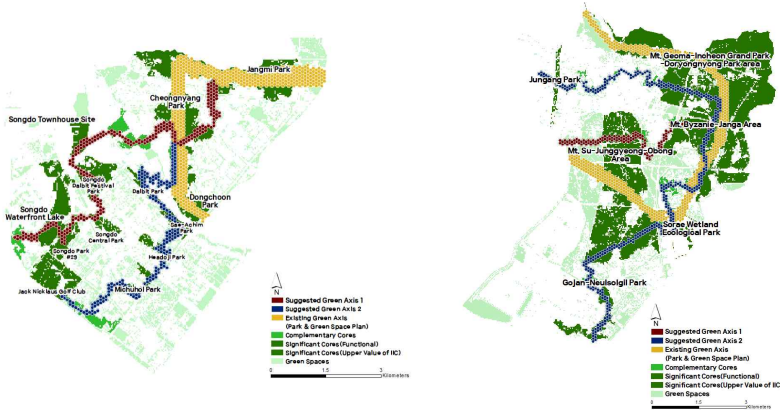 Jangmi Park
Cheongnyang
Park
Songdo Townhouse Site
Songdo
Dalbit Festival
Park
Dalbit Park
Dongchoon
Park
Songdo
Waterfront Lake
Songdo
Central Park
Sae-Achim
Park
Songdo Park
#29
Headoji Park
Jack Nicklaus Golf Club
Michuhol Park
N
Suggested Green Axis 1
Suggested Green Axis 2
Existing Green Axis
(Park & Green Space Plan)
Complementary Cores
Significant Cores(Functional)
Significant Cores(Upper Value of IIC)
Green Spaces
0 1.5 3
Kilometers
Mt. Geoma-Incheon Grand Park
-Doryongnyong Park area
Jungang Park
Mt. Byzanie-Janga Area
Mt. Su-Junggyeong-Obong
Area
Sorae Wetland
Ecological Park
Gojan-Neulsolgil Park
N
Suggested Green Axis 1
Suggested Green Axis 2
Existing Green Axis
(Park & Green Space Plan)
Complementary Cores
Significant Cores(Functional)
Significant Cores(Upper Value of IIC
Green Spaces
0 1.5 3
Kilometers